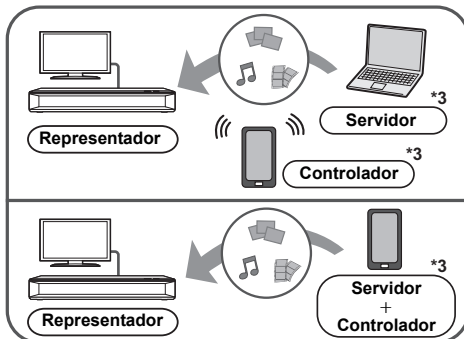 *3
Servidor
Representador
*3
Controlador
*3
Servidor
+
Controlador
Representador